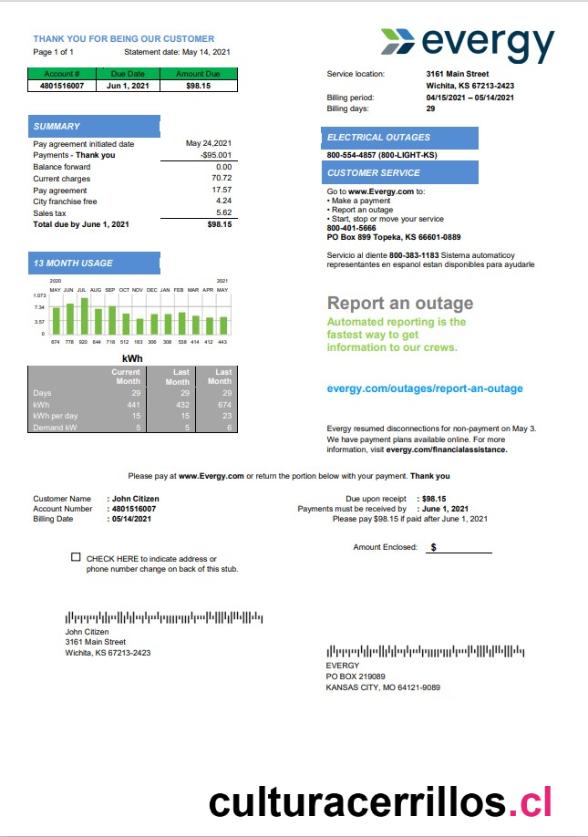 THANK YOU FOR BEING OUR CUSTOMER
Page 1 of 1 Statement date: May 14, 2021
Account # Due Date Amount Due
4801516007 Jun 1, 2021 $98.15
evergy
Service location: 3161 Main Street
Wichita, KS 67213-2423
Billing period: 04/15/2021 – 05/14/2021
Billing days: 29
SUMMARY
Pay agreement initiated date May 24,2021
Payments - Thank you -$95.001
Balance forward 0.00
Current charges 70.72
Pay agreement 17.57
City franchise free 4.24
Sales tax 5.62
Total due by June 1, 2021 $98.15
ELECTRICAL OUTAGES
800-554-4857 (800-LIGHT-KS)
CUSTOMER SERVICE
Go to www.Evergy.com to:
• Make a payment
• Report an outage
• Start, stop or move your service
800-401-5666
PO Box 899 Topeka, KS 66601-0889
Servicio al diente 800-383-1183 Sistema automaticoy
representantes en espanol estan disponibles para ayudarle
13 MONTH USAGE
2020 2021
MAY JUN JUL AUG SEP OCT NOV DEC JAN FEB MAR APR MAY
1.073
7.34
3.57
0
674 778 920 646 718 512 183 306 308 538 414 412 443
kWh
Current Month Last Month Last Month
Days 29 29 29
kWh 441 432 674
kWh per day 15 15 23
Demand kW 5 5 6
Report an outage
Automated reporting is the
fastest way to get
information to our crews.
evergy.com/outages/report-an-outage
Evergy resumed disconnections for non-payment on May 3.
We have payment plans available online. For more
information, visit evergy.com/financialassistance.
Please pay at www.Evergy.com or return the portion below with your payment. Thank you
Customer Name : John Citizen
Account Number : 4801516007
Billing Date : 05/14/2021
Due upon receipt : $98.15
Payments must be received by : June 1, 2021
Please pay $98.15 if paid after June 1, 2021
Amount Enclosed: $
CHECK HERE to indicate address or
phone number change on back of this stub.
John Citizen
3161 Main Street
Wichita, KS 67213-2423
EVERGY
PO BOX 219089
KANSAS CITY, MO 64121-9089
culturacerrillos.cl